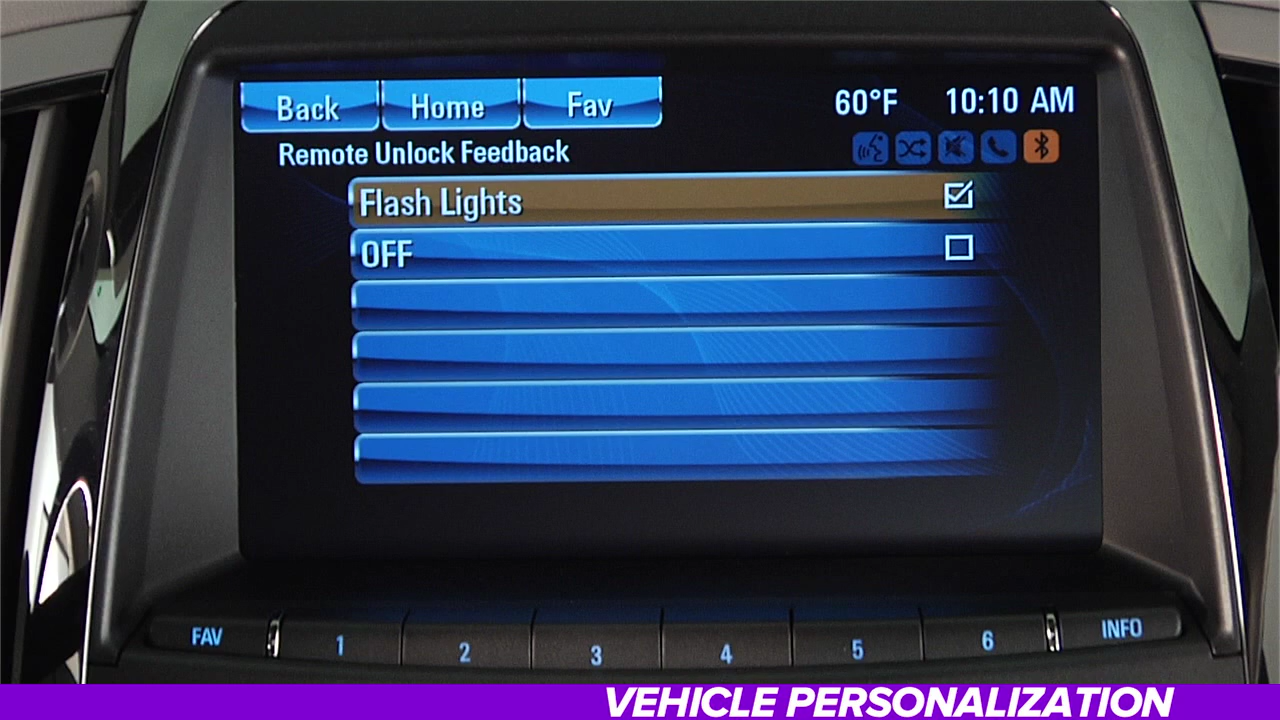 Back Home Fav 60°F 10:10 AM
Remote Unlock Feedback
Flash Lights
OFF
FAV 1 2 3 4 5 6 INFO
VEHICLE PERSONALIZATION